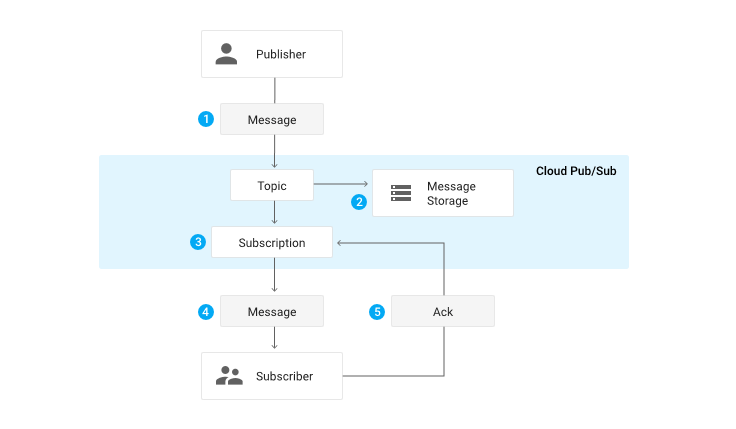 Publisher
1
Message
Cloud Pub/Sub
Topic
2
Message
Storage
3
Subscription
4
Message
5
Ack
Subscriber